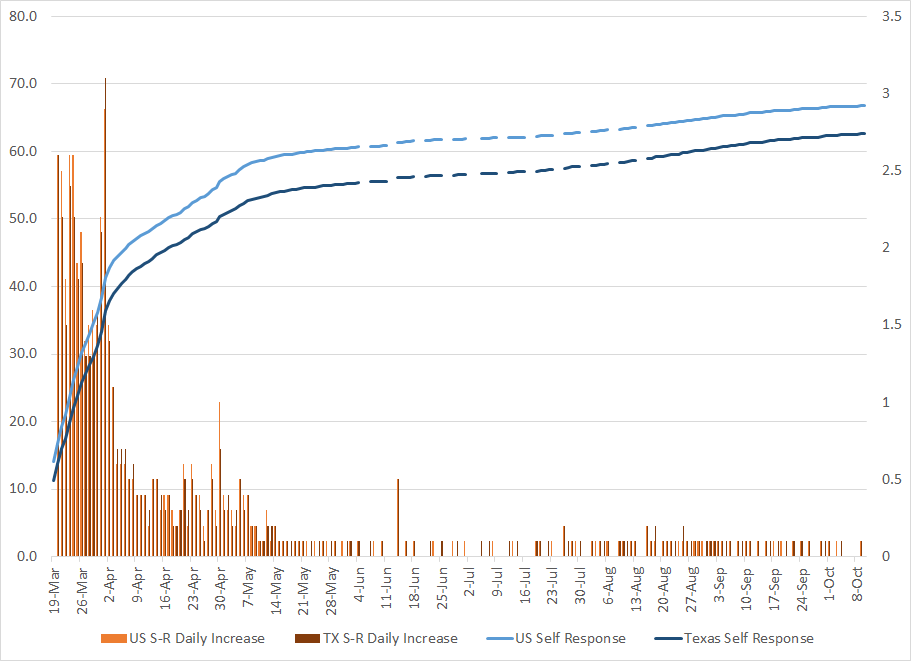 80.0
70.0
60.0
50.0
40.0
30.0
20.0
10.0
0.0
3.5
3
2.5
2
1.5
1
0.5
0
19-Mar
26-Mar
2-Apr
9-Apr
16-Apr
23-Apr
30-Apr
7-May
14-May
21-May
28-May
4-Jun
11-Jun
18-Jun
25-Jun
2-Jul
9-Jul
16-Jul
23-Jul
30-Jul
6-Aug
13-Aug
20-Aug
27-Aug
3-Sep
10-Sep
17-Sep
24-Sep
1-Oct
8-Oct
US S-R Daily Increase TX S-R Daily Increase US Self Response Texas Self Response